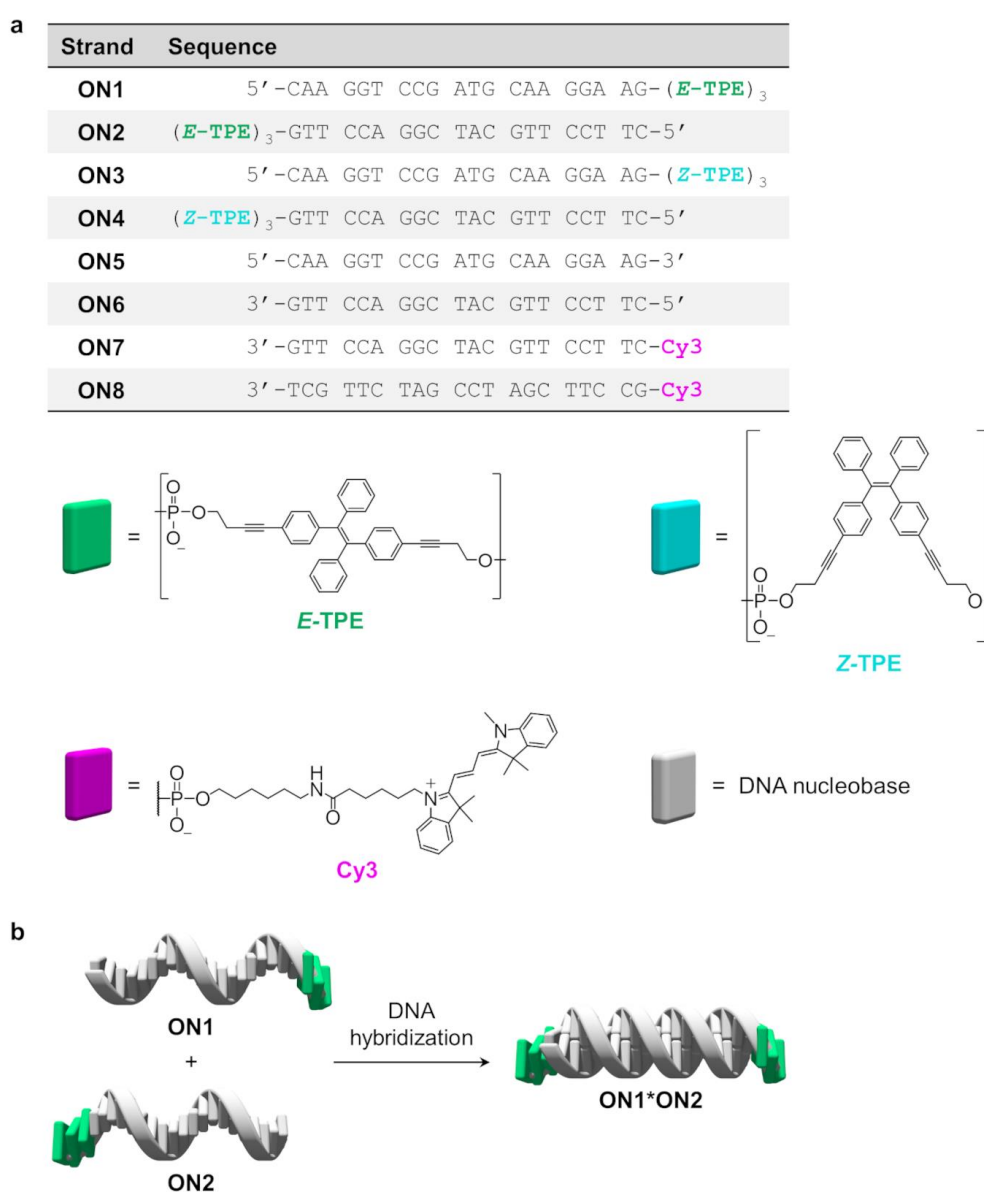 a
Strand Sequence
ON1 5′-CAA GGT CCG ATG CAA GGA AG-(E-TPE)3
ON2 (E-TPE)3-GTT CCA GGC TAC GTT CCT TC-5′
ON3 5′-CAA GGT CCG ATG CAA GGA AG-(Z-TPE)3
ON4 (Z-TPE)3-GTT CCA GGC TAC GTT CCT TC-5′
ON5 5′-CAA GGT CCG ATG CAA GGA AG-3′
ON6 3′-GTT CCA GGC TAC GTT CCT TC-5′
ON7 3′-GTT CCA GGC TAC GTT CCT TC-Cy3
ON8 3′-TCG TTC TAG CCT AGC TTC CG-Cy3
= O P O O − O
E-TPE
= O P O O − O
Z-TPE
= O P O O − H N O N + N
Cy3
= DNA nucleobase
b
ON1
+
ON2
DNA
hybridization
ON1*ON2